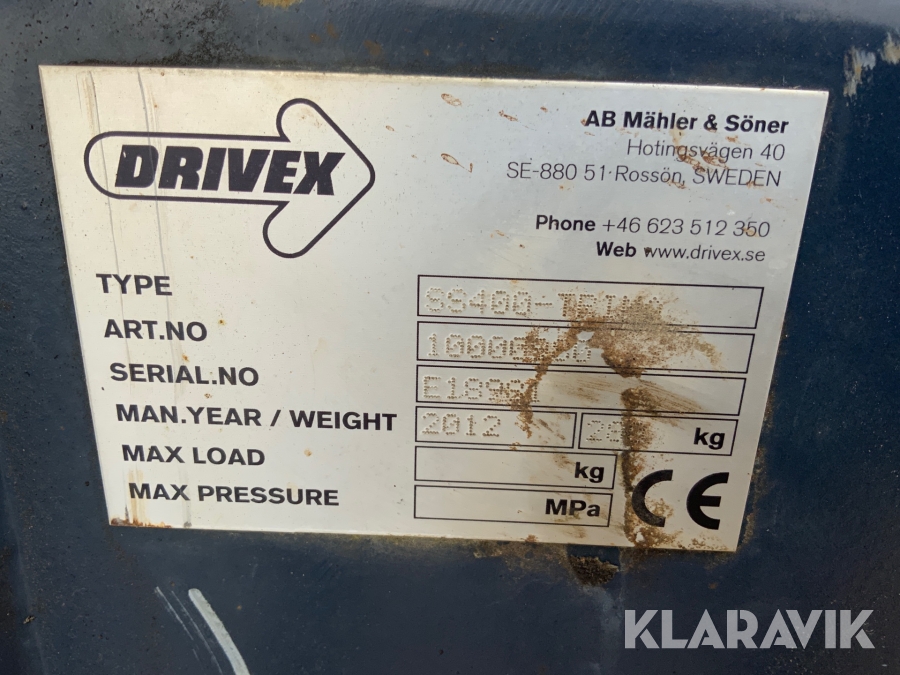 DRIVEX
AB Mähler & Söner
Hotingsvägen 40
SE-880 51 Rossön, SWEDEN
Phone +46 623 512 350
Web www.drivex.se
TYPE SS400-TRIMA
ART.NO
SERIAL.NO
MAN.YEAR / WEIGHT 2012 kg
MAX LOAD kg
MAX PRESSURE MPa
CE
KLARAVIK